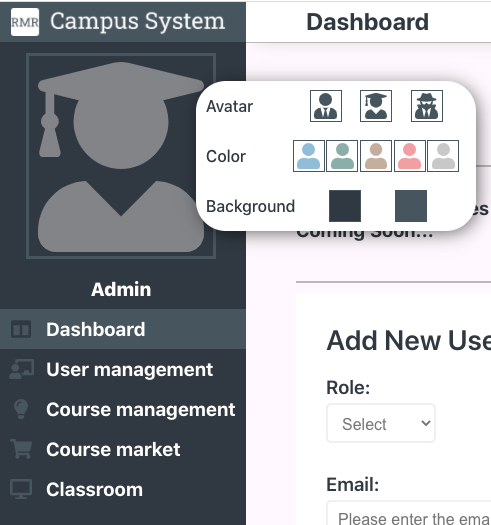 RMR Campus System
Dashboard
Avatar
Color
Background
es
Coming Soon...
Admin
Dashboard
User management
Course management
Course market
Classroom
Add New Use
Role:
Select
Email:
Please enter the ema